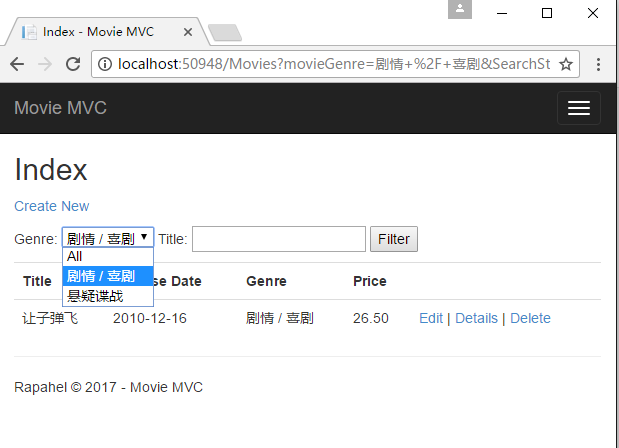 Index - Movie MVC
localhost:50948/Movies?movieGenre=剧情+%2F+喜剧&SearchSt
Movie MVC
Index
Create New
Genre: 剧情 / 喜剧 Title: Filter
All
剧情 / 喜剧
悬疑谍战
Title se Date Genre Price
让子弹飞 2010-12-16 剧情 / 喜剧 26.50 Edit | Details | Delete
Rapahel © 2017 - Movie MVC